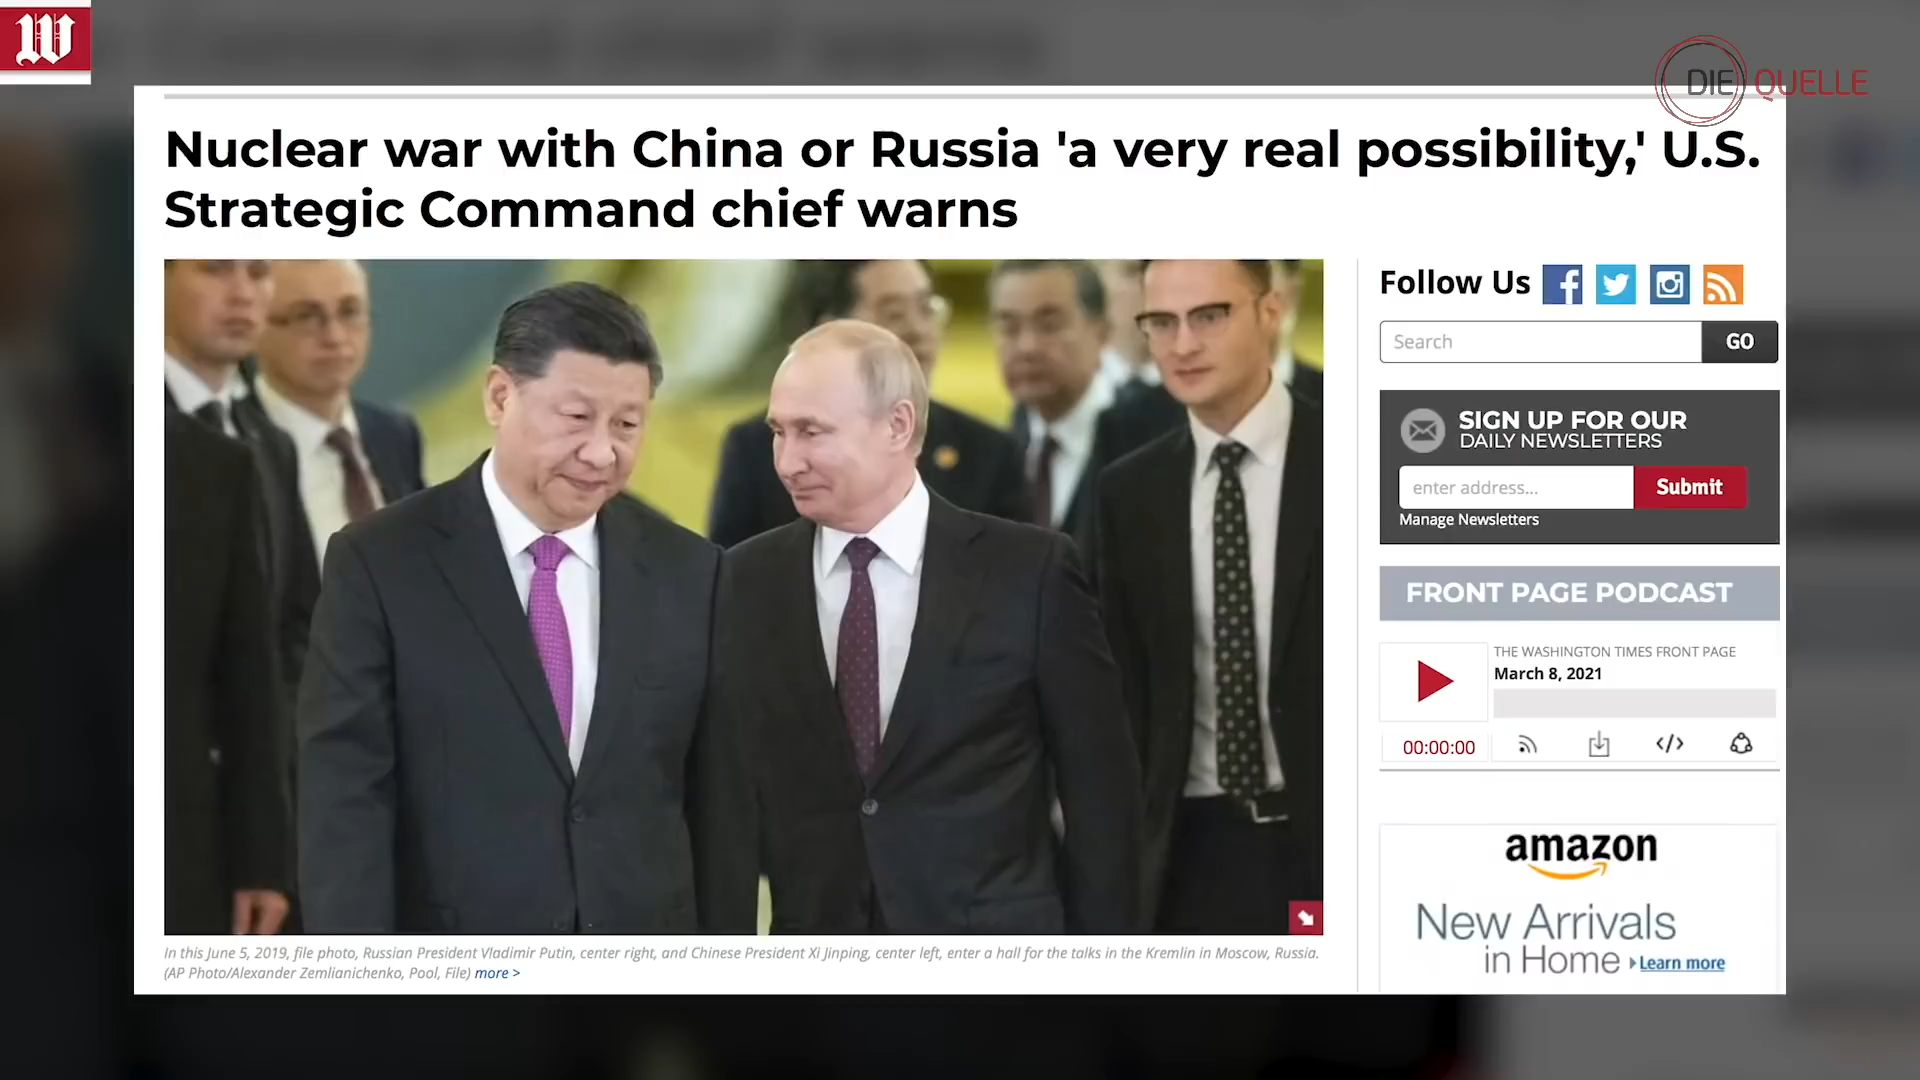 W
DIE QUELLE
Nuclear war with China or Russia 'a very real possibility,' U.S.
Strategic Command chief warns
Follow Us
Search
GO
SIGN UP FOR OUR
DAILY NEWSLETTERS
enter address...
Submit
Manage Newsletters
FRONT PAGE PODCAST
THE WASHINGTON TIMES FRONT PAGE
March 8, 2021
00:00:00
amazon
New Arrivals
in Home
Learn more
In this June 5, 2019, file photo, Russian President Vladimir Putin, center right, and Chinese President Xi Jinping, center left, enter a hall for the talks in the Kremlin in Moscow, Russia.
(AP Photo/Alexander Zemlianichenko, Pool, File) more >